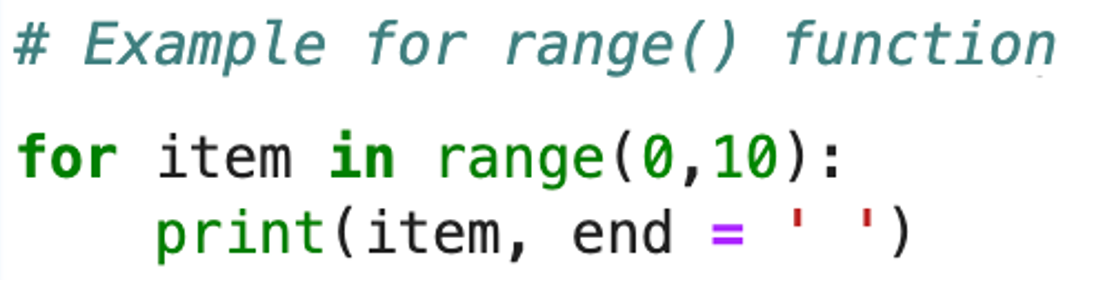 # Example for range() function
for item in range(0,10):
    print(item, end = ' ')